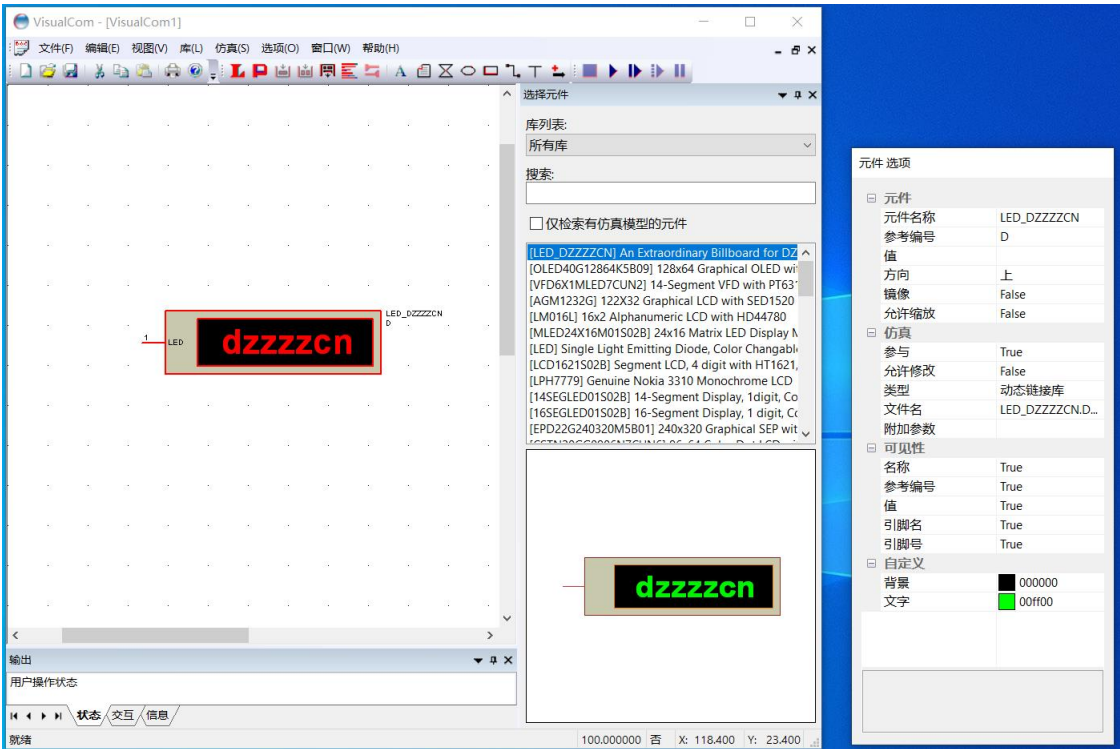 VisualCom - [VisualCom1]
文件(F) 编辑(E) 视图(V) 库(L) 仿真(S) 选项(O) 窗口(W) 帮助(H)
选择元件
库列表:
所有库
搜索:
仅检索有仿真模型的元件
[LED_DZZZZCN] An Extraordinary Billboard for DZ
[OLED40G12864K5B09] 128x64 Graphical OLED wi
[VFD6X1MLED7CUN2] 14-Segment VFD with PT63
[AGM1232G] 122X32 Graphical LCD with SED1520
[LM016L] 16x2 Alphanumeric LCD with HD44780
[MLED24X16M01S02B] 24x16 Matrix LED Display
[LED] Single Light Emitting Diode, Color Changabl
[LCD1621S02B] Segment LCD, 4 digit with HT1621,
[LPH7779] Genuine Nokia 3310 Monochrome LCD
[14SEGLED01S02B] 14-Segment Display, 1digit, Co
[16SEGLED01S02B] 16-Segment Display, 1 digit, Co
[EPD22G240320M5B01] 240x320 Graphical SEP wit
1
LED
dzzzzcn
LED_DZZZZCN
D
dzzzzcn
输出
用户操作状态
状态 交互 信息
就绪
100.000000 否 X: 118.400 Y: 23.400
元件 选项
元件
元件名称 LED_DZZZZCN
参考编号 D
值
方向 上
镜像 False
允许缩放 False
仿真
参与 True
允许修改 False
类型 动态链接库
文件名 LED_DZZZZCN.D...
附加参数
可见性
名称 True
参考编号 True
值 True
引脚名 True
引脚号 True
自定义
背景 000000
文字 00ff00